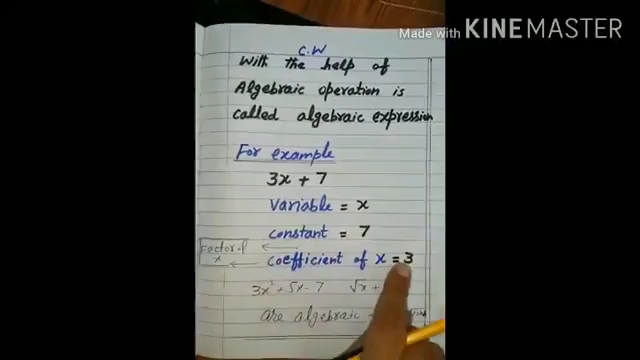 Made with KINEMASTER
C.W
With the help of
Algebraic operation is
called algebraic expression
For example
3x + 7
Variable = x
constant = 7
Factor of
x
coefficient of x = 3
3x² + 5x - 7 √x +
are algebraic